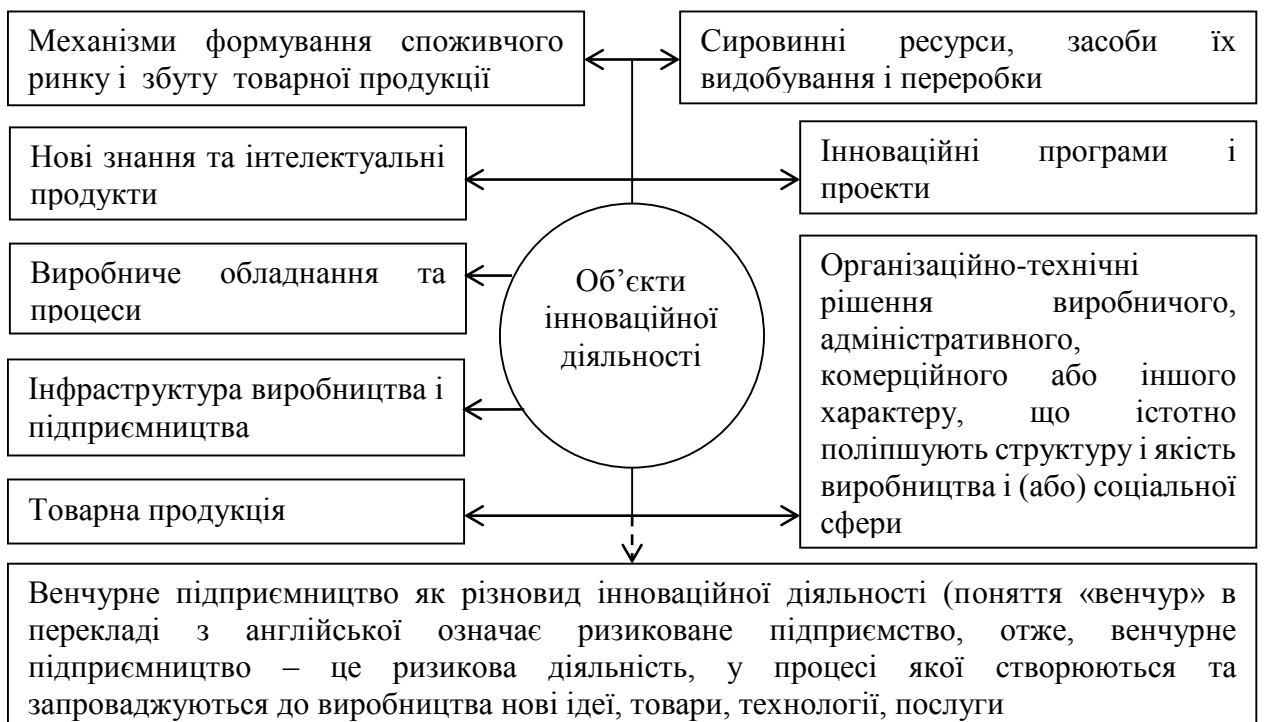 Механізми формування споживчого
ринку і збуту товарної продукції
Сировинні ресурси, засоби їх
видобування і переробки
Нові знання та інтелектуальні
продукти
Інноваційні програми і
проекти
Виробниче обладнання та
процеси
Об’єкти
інноваційної
діяльності
Організаційно-технічні
рішення виробничого,
адміністративного,
комерційного або іншого
характеру, що істотно
поліпшують структуру і якість
виробництва і (або) соціальної
сфери
Інфраструктура виробництва і
підприємництва
Товарна продукція
Венчурне підприємництво як різновид інноваційної діяльності (поняття «венчур» в
перекладі з англійської означає ризиковане підприємство, отже, венчурне
підприємництво – це ризикова діяльність, у процесі якої створюються та
запроваджуються до виробництва нові ідеї, товари, технології, послуги